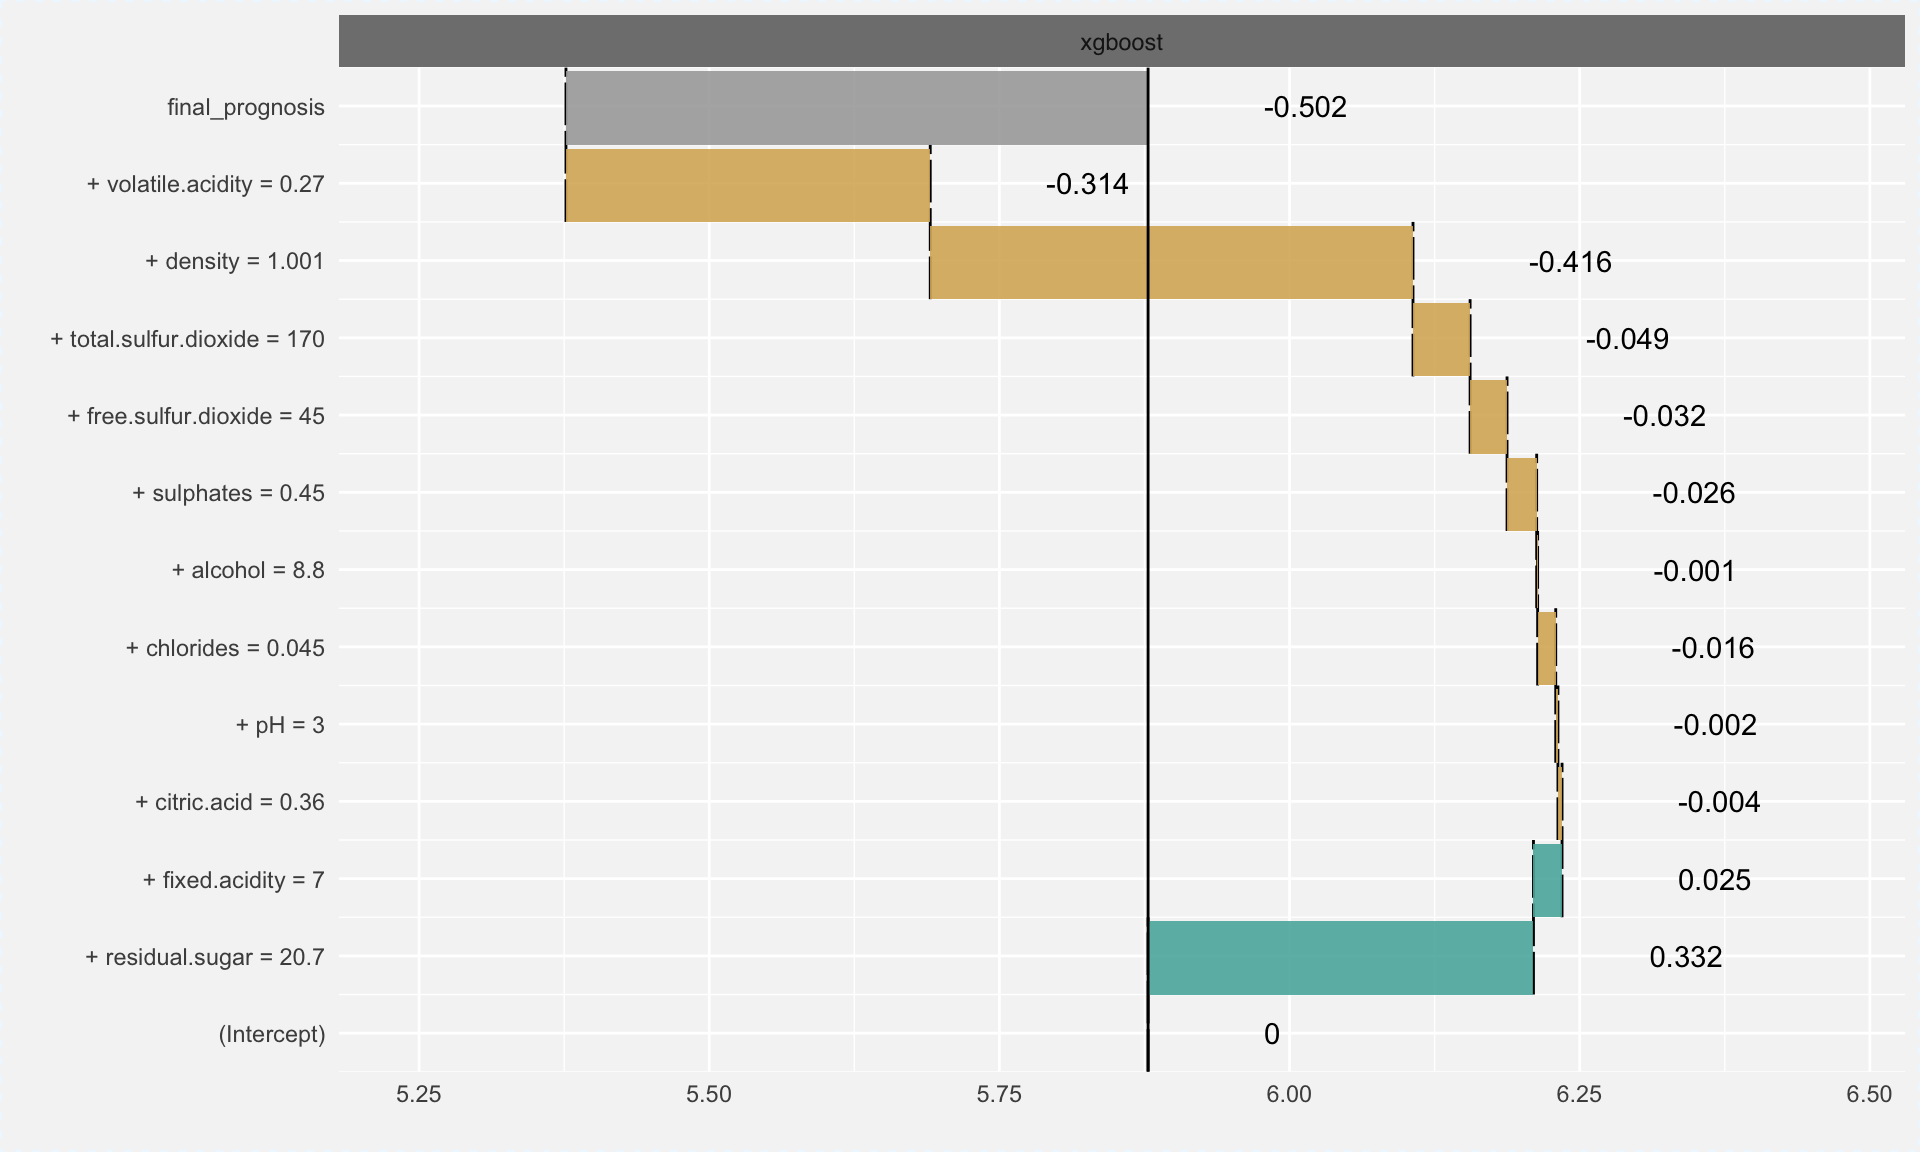 xgboost
final_prognosis -0.502
+ volatile.acidity = 0.27 -0.314
+ density = 1.001 -0.416
+ total.sulfur.dioxide = 170 -0.049
+ free.sulfur.dioxide = 45 -0.032
+ sulphates = 0.45 -0.026
+ alcohol = 8.8 -0.001
+ chlorides = 0.045 -0.016
+ pH = 3 -0.002
+ citric.acid = 0.36 -0.004
+ fixed.acidity = 7 0.025
+ residual.sugar = 20.7 0.332
(Intercept) 0
5.25 5.50 5.75 6.00 6.25 6.50